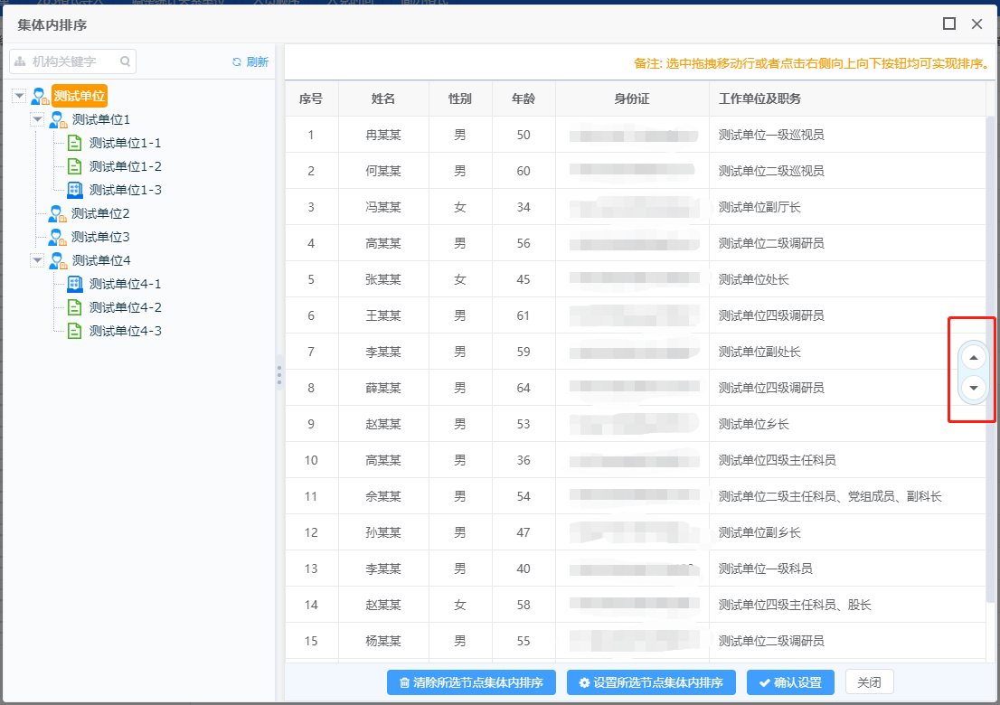 集体内排序
机构关键字
刷新
测试单位
测试单位1
测试单位1-1
测试单位1-2
测试单位1-3
测试单位2
测试单位3
测试单位4
测试单位4-1
测试单位4-2
测试单位4-3
备注: 选中拖拽移动行或者点击右侧向上向下按钮均可实现排序。
序号 姓名 性别 年龄 身份证 工作单位及职务
1 冉某某 男 50 测试单位一级巡视员
2 何某某 男 60 测试单位二级巡视员
3 冯某某 女 34 测试单位副厅长
4 高某某 男 56 测试单位二级调研员
5 张某某 女 45 测试单位处长
6 王某某 男 61 测试单位四级调研员
7 李某某 男 59 测试单位副处长
8 薛某某 男 64 测试单位四级调研员
9 赵某某 男 53 测试单位乡长
10 高某某 男 36 测试单位四级主任科员
11 余某某 男 54 测试单位二级主任科员、党组成员、副科长
12 孙某某 男 47 测试单位副乡长
13 李某某 男 40 测试单位一级科员
14 赵某某 女 58 测试单位四级主任科员、股长
15 杨某某 男 55 测试单位二级调研员
清除所选节点集体内排序 设置所选节点集体内排序 确认设置 关闭